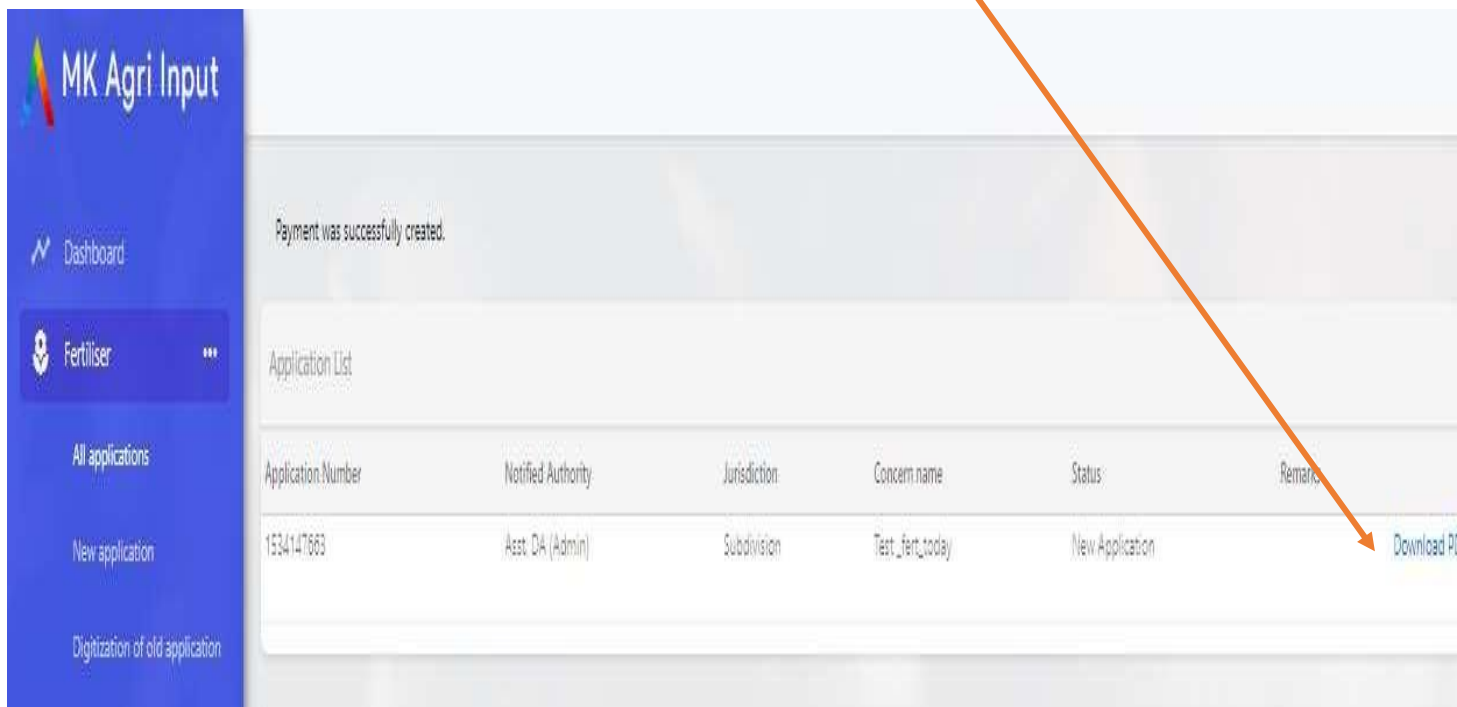 MK Agri Input
Payment was successfully created.
Dashboard
Fertiliser
Application List
All applications
Application Number Notified Authority Jurisdiction Concern name Status Remarks
New application
1534147663 Asst. DA (Admin) Subdivision Test_fert_today New Application Download
Digitization of old application